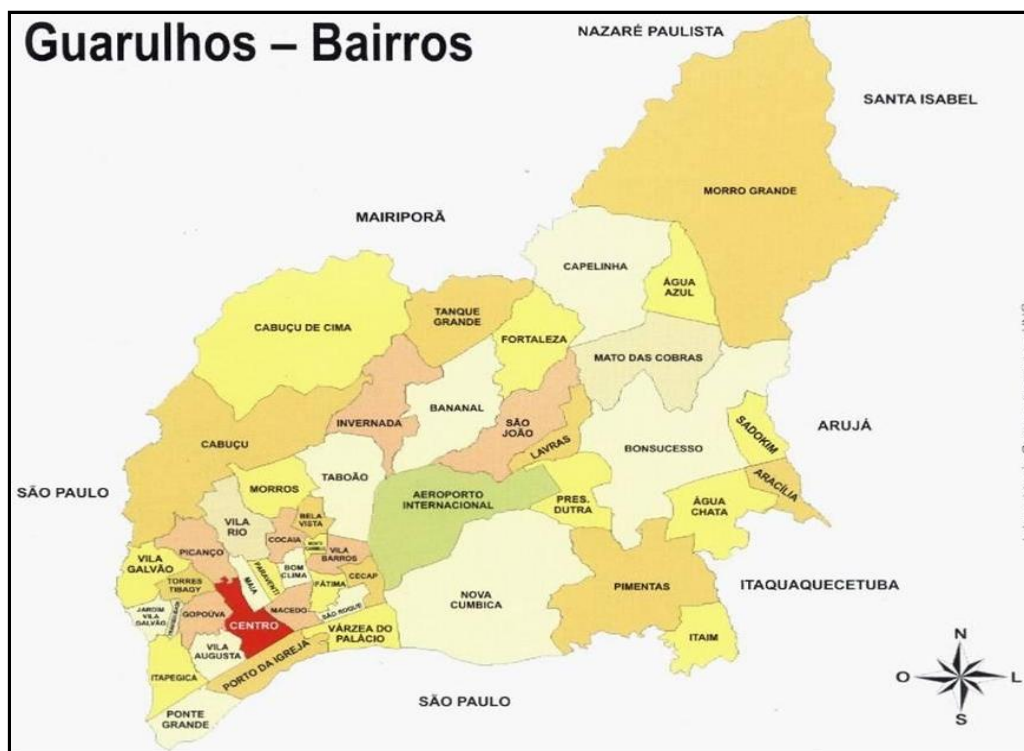 Guarulhos – Bairros
NAZARÉ PAULISTA
SANTA ISABEL
MORRO GRANDE
MAIRIPORÃ
CAPELINHA
ÁGUA
AZUL
TANQUE
GRANDE
CABUÇU DE CIMA
FORTALEZA
MATO DAS COBRAS
BANANAL
INVERNADA
SÃO
JOÃO
SADOKIM
ARUJÁ
CABUÇU
LAVRAS
BONSUCESSO
TABOÃO
ARACÍLIA
SÃO PAULO
MORROS
AEROPORTO
INTERNACIONAL
PRES.
DUTRA
ÁGUA
CHATA
VILA
RIO
BELA
VISTA
COCAIA
PICANÇO
VILA
BARROS
VILA
GALVÃO
BOM
CLIMA
CECAP
TORRES
TIBAGY
MAIA
PARAVENTI
FÁTIMA
PIMENTAS
ITAQUAQUECETUBA
NOVA
CUMBICA
JARDIM
VILA
GALVÃO
GOPOÚVA
MACEDO
SÃO ROQUE
CENTRO
VÁRZEA DO
PALÁCIO
ITAIM
VILA
AUGUSTA
PORTO DA IGREJA
ITAPEGICA
N
O
L
S
SÃO PAULO
PONTE
GRANDE